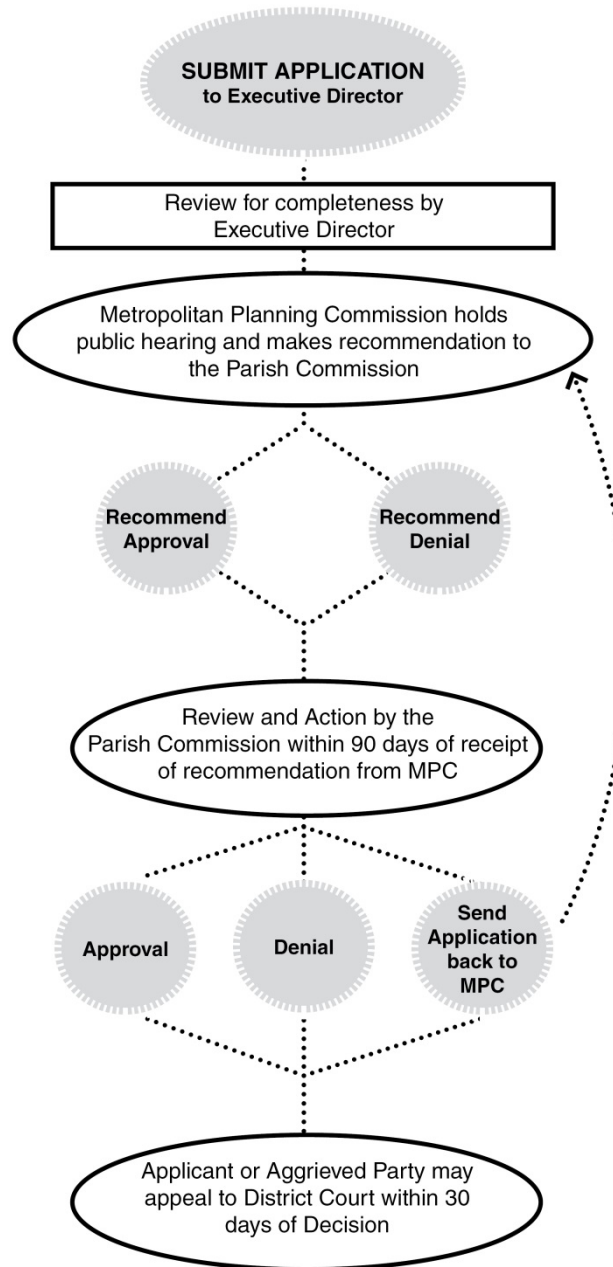 SUBMIT APPLICATION
to Executive Director
Review for completeness by
Executive Director
Metropolitan Planning Commission holds
public hearing and makes recommendation to
the Parish Commission
Recommend
Approval
Recommend
Denial
Review and Action by the
Parish Commission within 90 days of receipt
of recommendation from MPC
Approval
Denial
Send
Application
back to
MPC
Applicant or Aggrieved Party may
appeal to District Court within 30
days of Decision